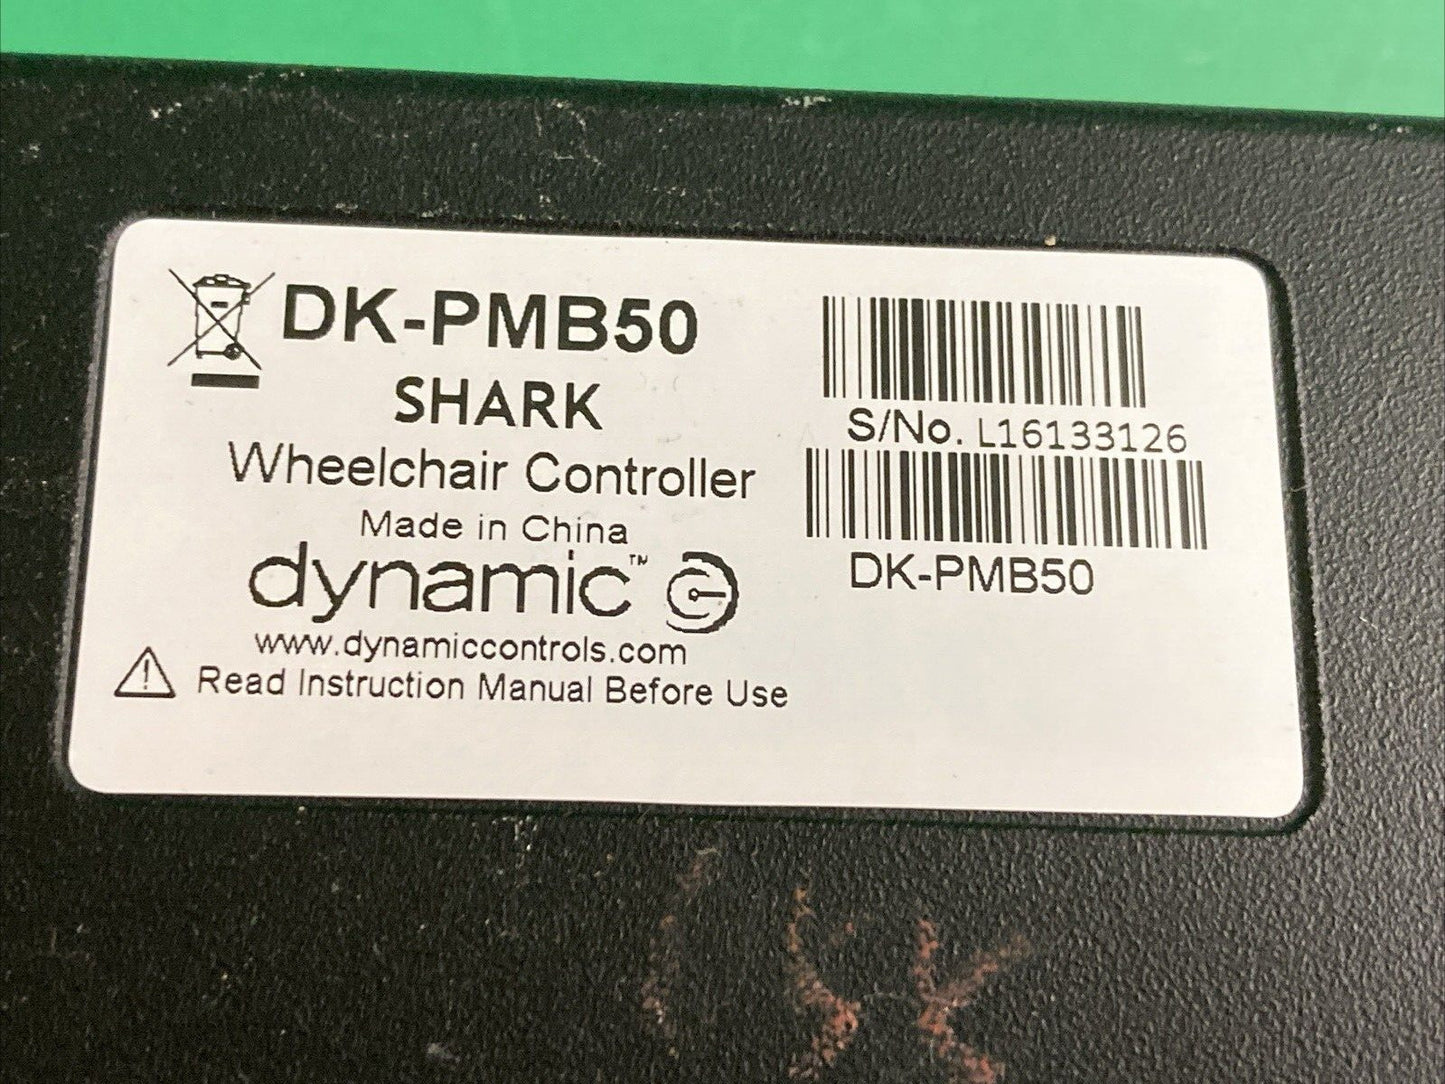 DK-PMB50
SHARK
Wheelchair Controller
Made in China
dynamic™
www.dynamiccontrols.com
Read Instruction Manual Before Use
S/No. L16133126
DK-PMB50